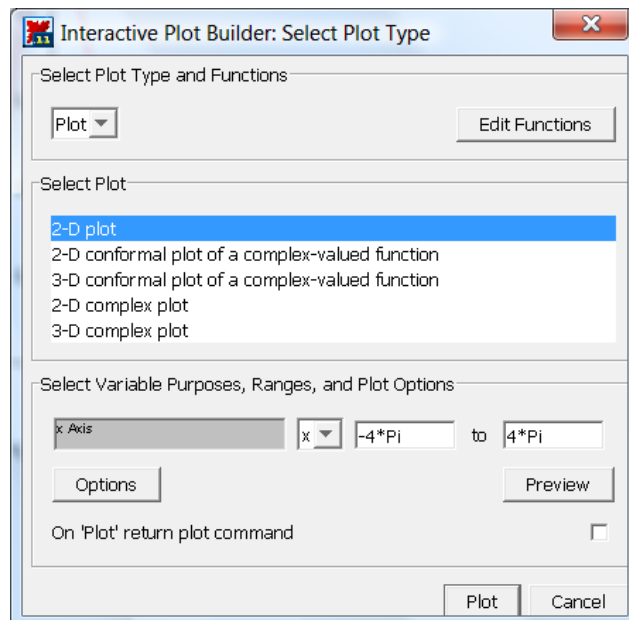 Interactive Plot Builder: Select Plot Type
Select Plot Type and Functions
Plot Edit Functions
Select Plot
2-D plot
2-D conformal plot of a complex-valued function
3-D conformal plot of a complex-valued function
2-D complex plot
3-D complex plot
Select Variable Purposes, Ranges, and Plot Options
x Axis x -4*Pi to 4*Pi
Options Preview
On 'Plot' return plot command
Plot Cancel